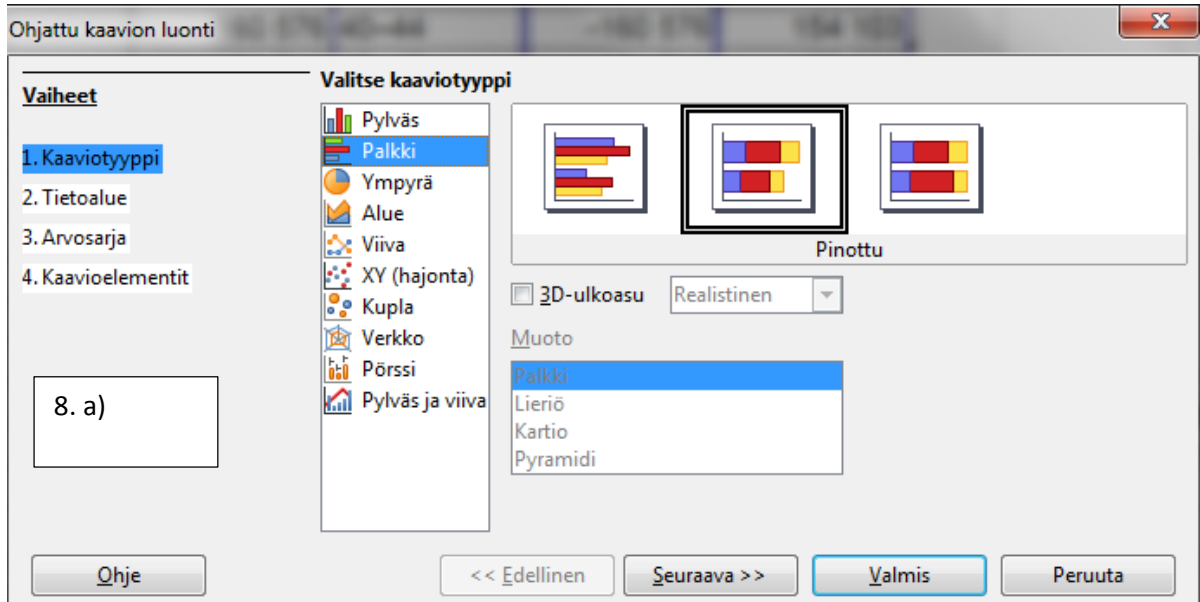 Ohjattu kaavion luonti
Vaiheet
1. Kaaviotyyppi
2. Tietoalue
3. Arvosarja
4. Kaavioelementit
8. a)
Valitse kaaviotyyppi
Pylväs
Palkki
Ympyrä
Alue
Viiva
XY (hajonta)
Kupla
Verkko
Pörssi
Pylväs ja viiva
Pinottu
3D-ulkoasu
Realistinen
Muoto
Palkki
Lieriö
Kartio
Pyramidi
Ohje
<< Edellinen
Seuraava >>
Valmis
Peruuta